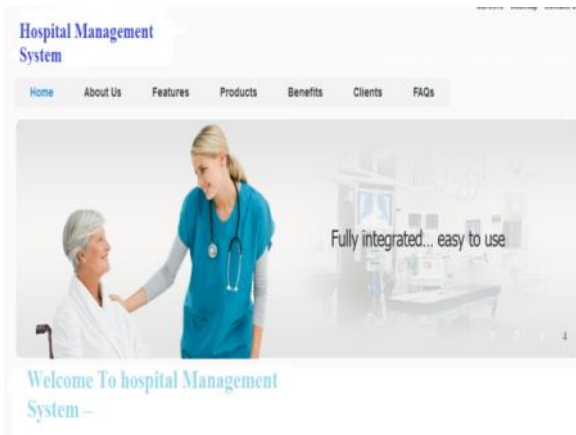 Hospital Management
System
Home About Us Features Products Benefits Clients FAQs
Fully integrated... easy to use
4
Welcome To hospital Management
System –